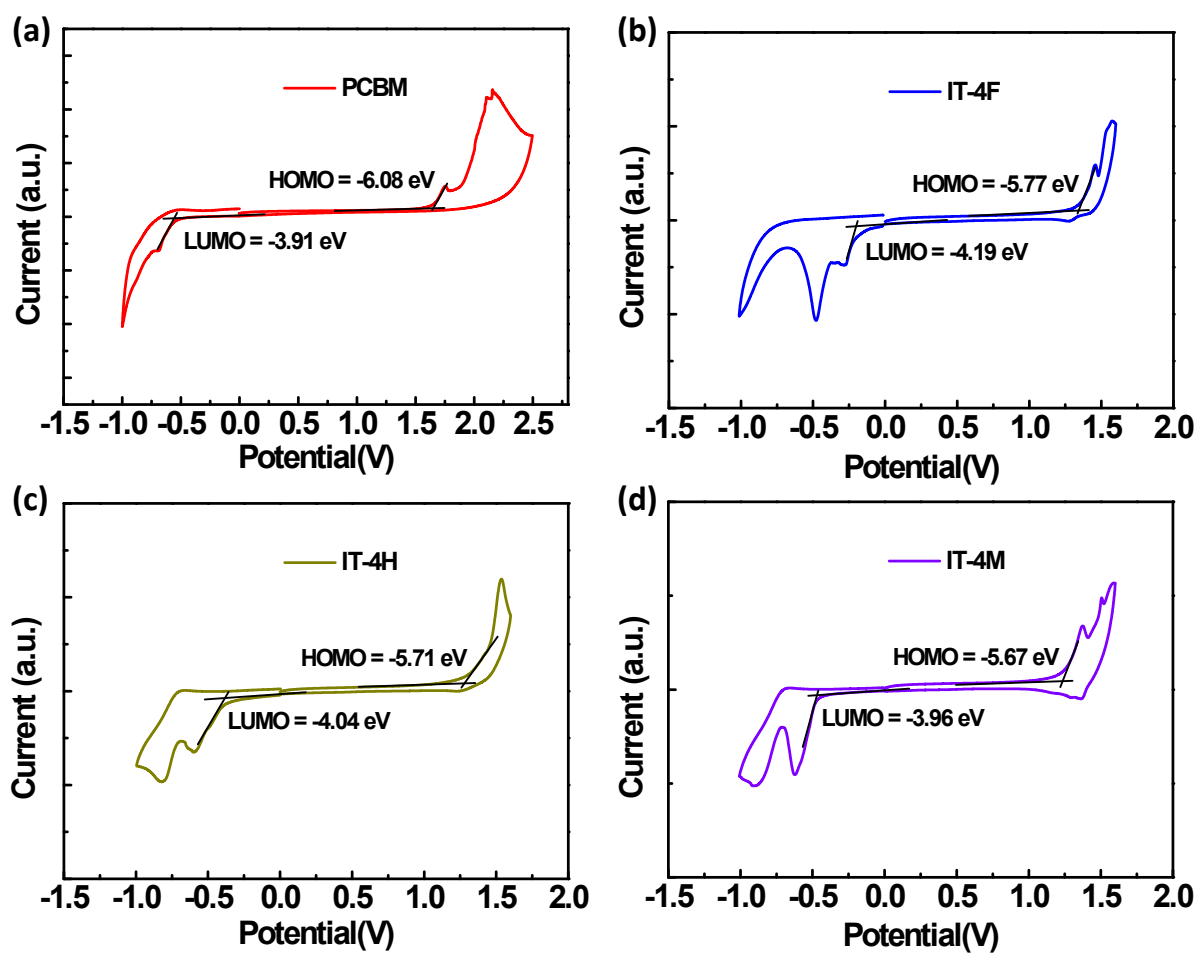 (a)
PCBM
HOMO = -6.08 eV
LUMO = -3.91 eV
Current (a.u.)
-1.5 -1.0 -0.5 0.0 0.5 1.0 1.5 2.0 2.5
Potential(V)
(b)
IT-4F
HOMO = -5.77 eV
LUMO = -4.19 eV
Current (a.u.)
-1.5 -1.0 -0.5 0.0 0.5 1.0 1.5 2.0
Potential(V)
(c)
IT-4H
HOMO = -5.71 eV
LUMO = -4.04 eV
Current (a.u.)
-1.5 -1.0 -0.5 0.0 0.5 1.0 1.5 2.0
Potential(V)
(d)
IT-4M
HOMO = -5.67 eV
LUMO = -3.96 eV
Current (a.u.)
-1.5 -1.0 -0.5 0.0 0.5 1.0 1.5 2.0
Potential(V)